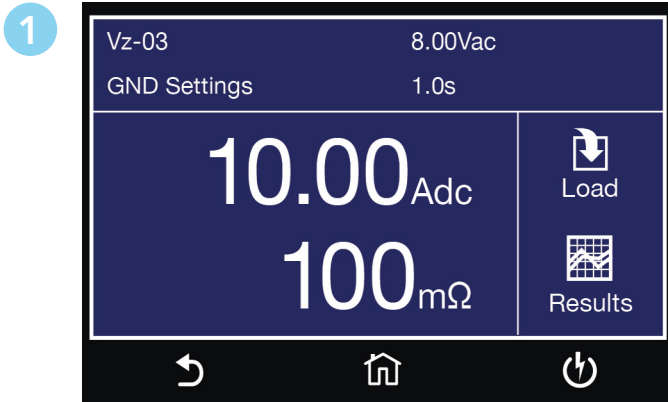 1
Vz-03 8.00Vac
GND Settings 1.0s
10.00Adc
100mΩ
Load
Results